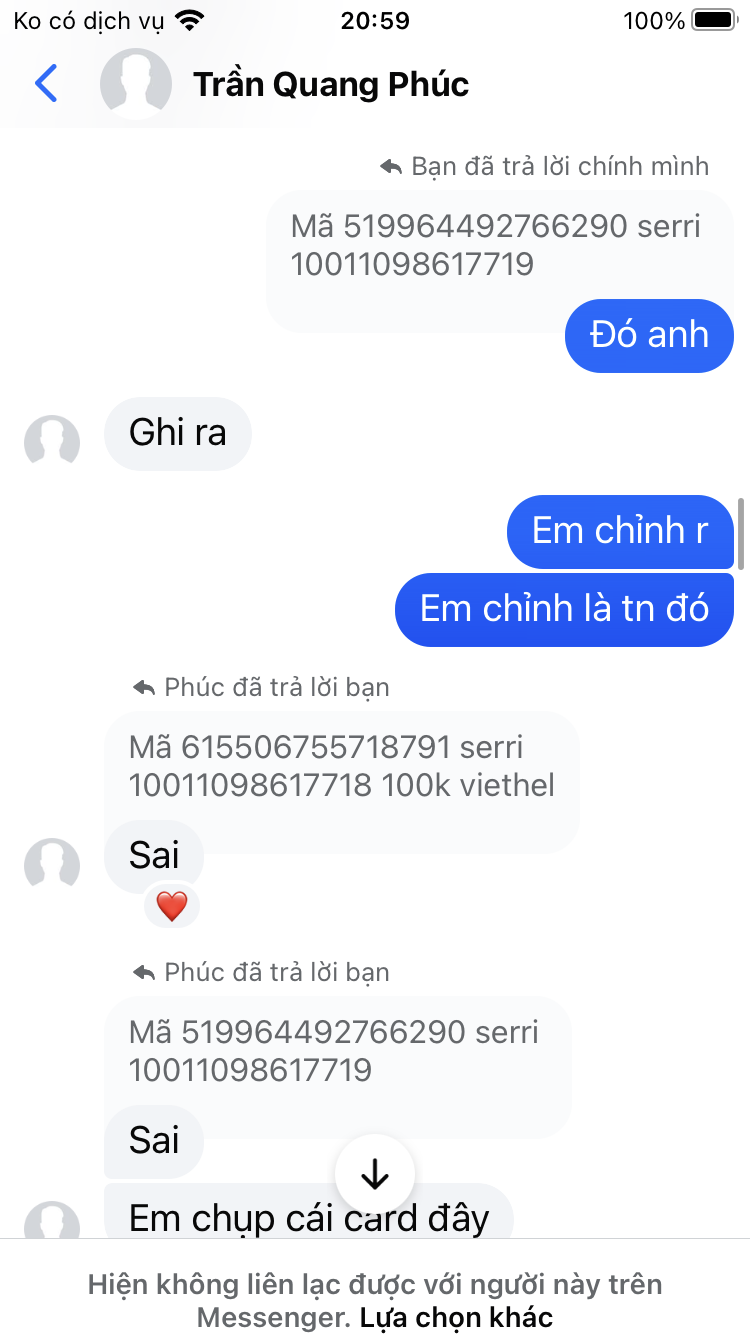 Ko có dịch vụ
20:59
100%
Trần Quang Phúc
Bạn đã trả lời chính mình
Mã 519964492766290 serri
10011098617719
Đó anh
Ghi ra
Em chỉnh r
Em chỉnh là tn đó
Phúc đã trả lời bạn
Mã 615506755718791 serri
10011098617718 100k viethel
Sai
Phúc đã trả lời bạn
Mã 519964492766290 serri
10011098617719
Sai
Em chụp cái card đây
Hiện không liên lạc được với người này trên
Messenger. Lựa chọn khác